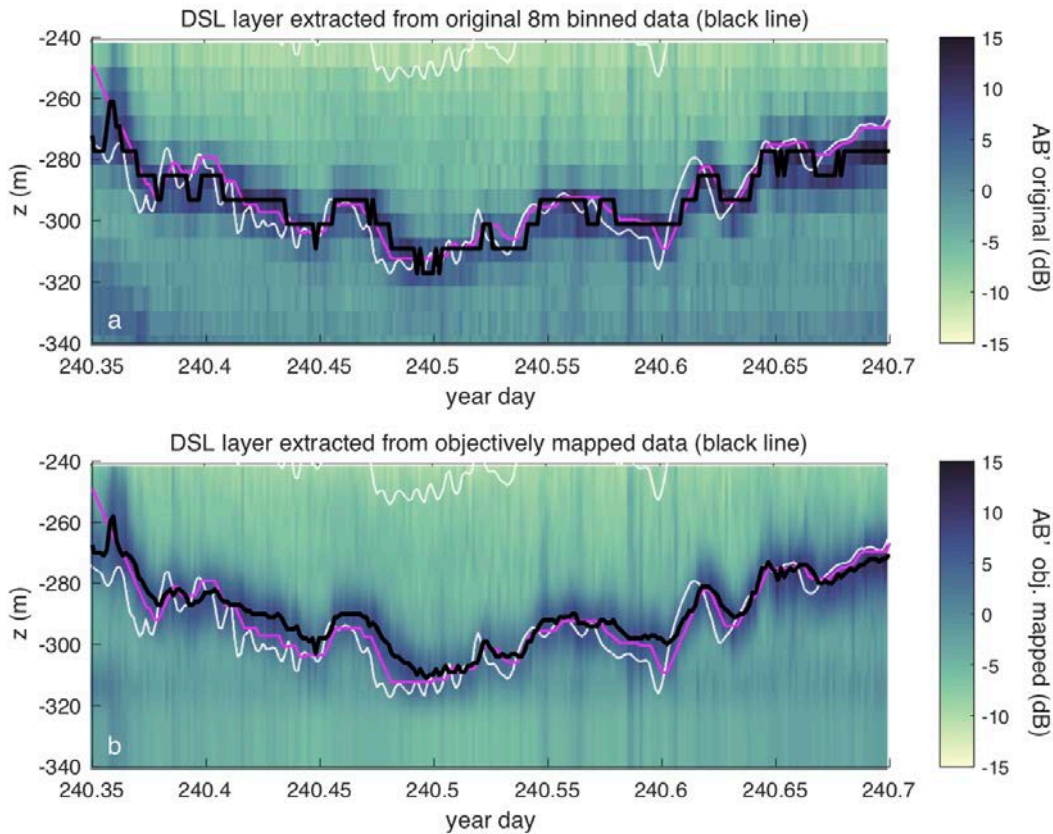 DSL layer extracted from original 8m binned data (black line)
-240
-260
-280
-300
-320
-340
z (m)
a
240.35 240.4 240.45 240.5 240.55 240.6 240.65 240.7
year day
15
10
5
0
-5
-10
-15
AB' original (dB)
DSL layer extracted from objectively mapped data (black line)
-240
-260
-280
-300
-320
-340
z (m)
b
240.35 240.4 240.45 240.5 240.55 240.6 240.65 240.7
year day
15
10
5
0
-5
-10
-15
AB' obj. mapped (dB)